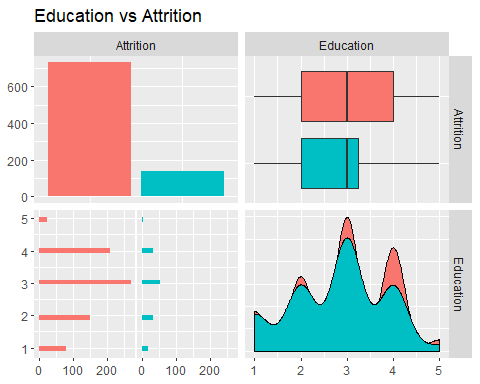 Education vs Attrition
Attrition
Education
600
400
200
0
Attrition
5
4
3
2
1
Education
0 100 200 0 100 200
1 2 3 4 5